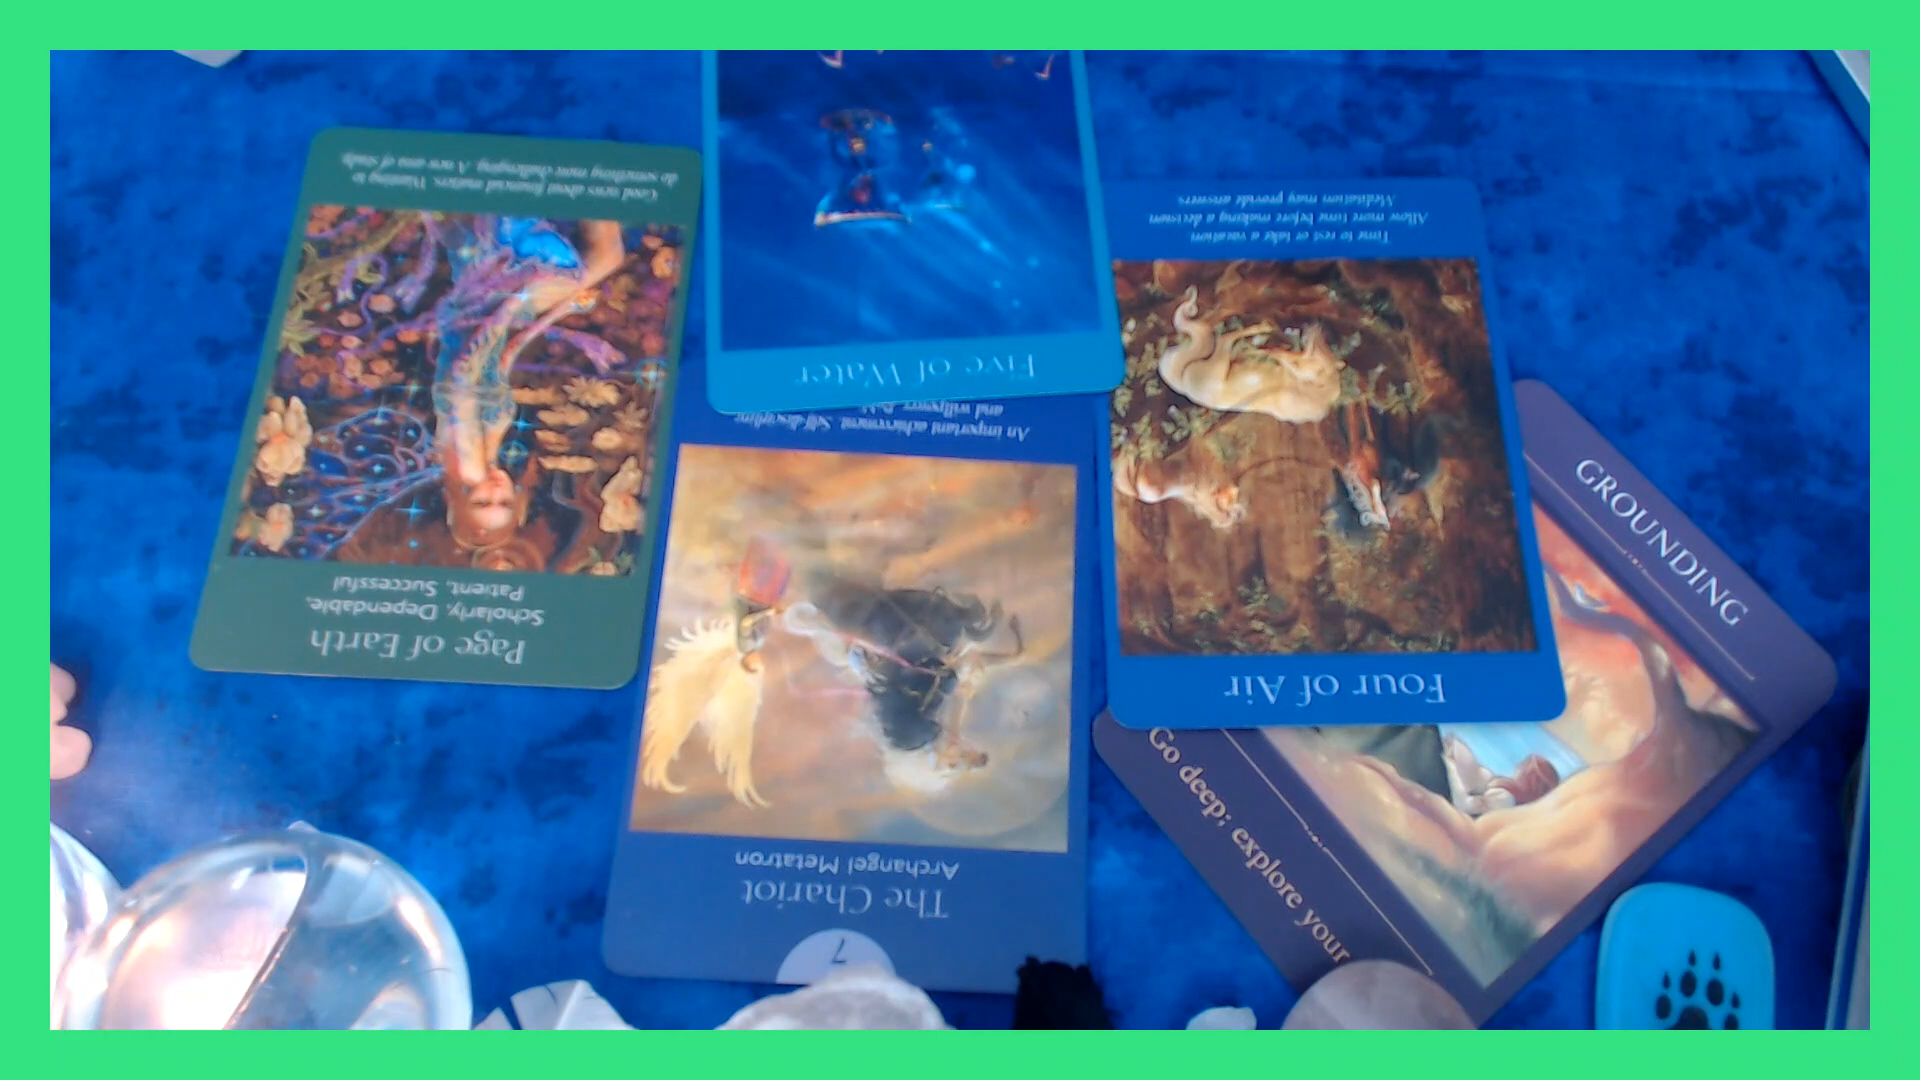 Page of Earth
Scholarly, Dependable,
Patient, Successful
Good news about financial matters. Wanting to
do something more challenging. A new area of study.
Five of Water
7
The Chariot
Archangel Metatron
An important achievement. Self-discipline
and willpower.
Four of Air
Time to rest or take a vacation.
Allow more time before making a decision.
Meditation may provide answers.
GROUNDING
Go deep; explore your